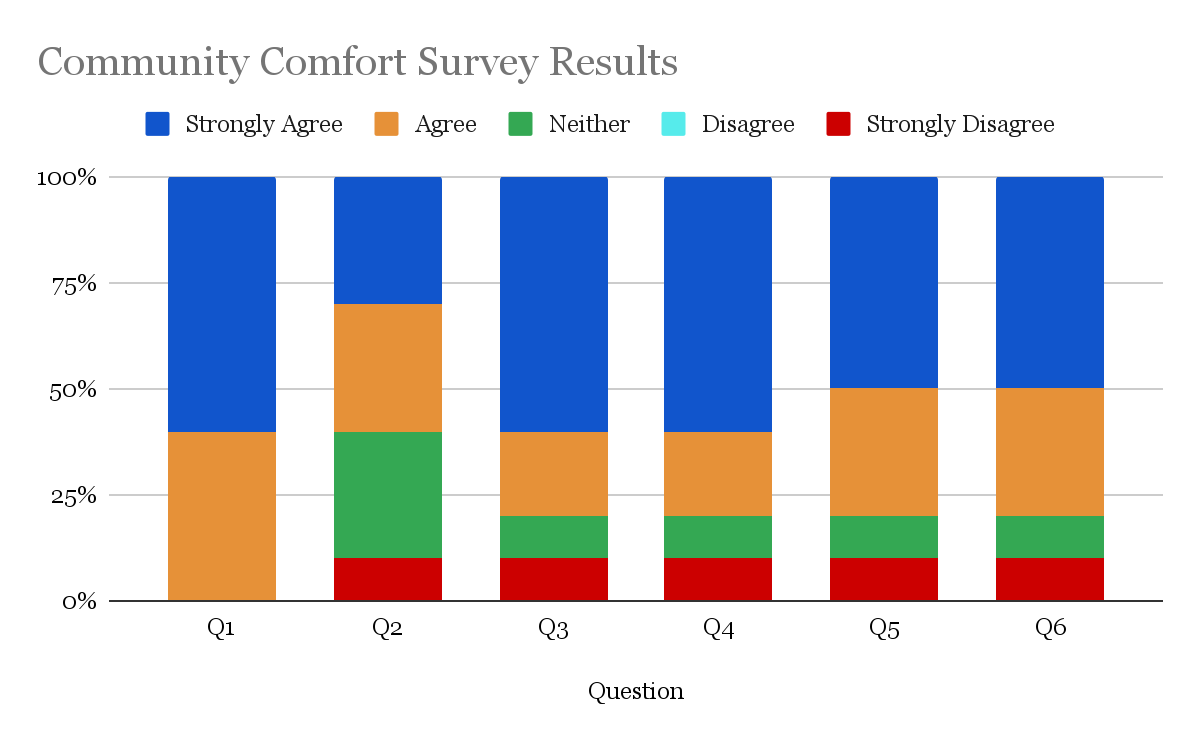 Community Comfort Survey Results
Strongly Agree Agree Neither Disagree Strongly Disagree
100%
75%
50%
25%
0%
Q1 Q2 Q3 Q4 Q5 Q6
Question